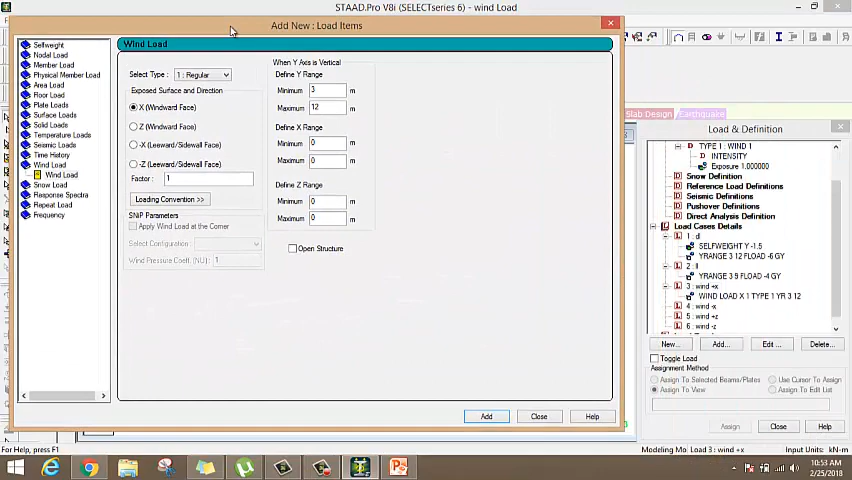 STAAD.Pro V8i (SELECTseries 6) - wind Load
Add New : Load Items
Selfweight
Nodal Load
Member Load
Physical Member Load
Area Load
Floor Load
Plate Loads
Surface Loads
Solid Loads
Temperature Loads
Seismic Loads
Time History
Wind Load
Wind Load
Snow Load
Response Spectra
Repeat Load
Frequency
Wind Load
Select Type : 1 : Regular
Exposed Surface and Direction
X (Windward Face)
Z (Windward Face)
-X (Leeward/Sidewall Face)
-Z (Leeward/Sidewall Face)
Factor : 1
Loading Convention >>
SNiP Parameters
Apply Wind Load at the Corner
Select Configuration :
Wind Pressure Coeff. (NU) : 1
When Y Axis is Vertical
Define Y Range
Minimum 3 m
Maximum 12 m
Define X Range
Minimum 0 m
Maximum 0 m
Define Z Range
Minimum 0 m
Maximum 0 m
Open Structure
Add
Close
Help
Slab Design
Earthquake
Load & Definition
TYPE 1 : WIND 1
INTENSITY
Exposure 1.000000
Snow Definition
Reference Load Definitions
Seismic Definitions
Pushover Definitions
Direct Analysis Definition
Load Cases Details
1 : d
SELFWEIGHT Y -1.5
YRANGE 3 12 FLOAD -6 GY
2 : ll
YRANGE 3 9 FLOAD -4 GY
3 : wind +x
WIND LOAD X 1 TYPE 1 YR 3 12
4 : wind -x
5 : wind +z
6 : wind -z
New...
Add...
Edit ...
Delete...
Toggle Load
Assignment Method
Assign To Selected Beams/Plates
Use Cursor To Assign
Assign To View
Assign To Edit List
Assign
Close
Help
For Help, press F1
Modeling Mo
Load 3 : wind +x
Input Units: kN-m
10:53 AM
2/25/2018